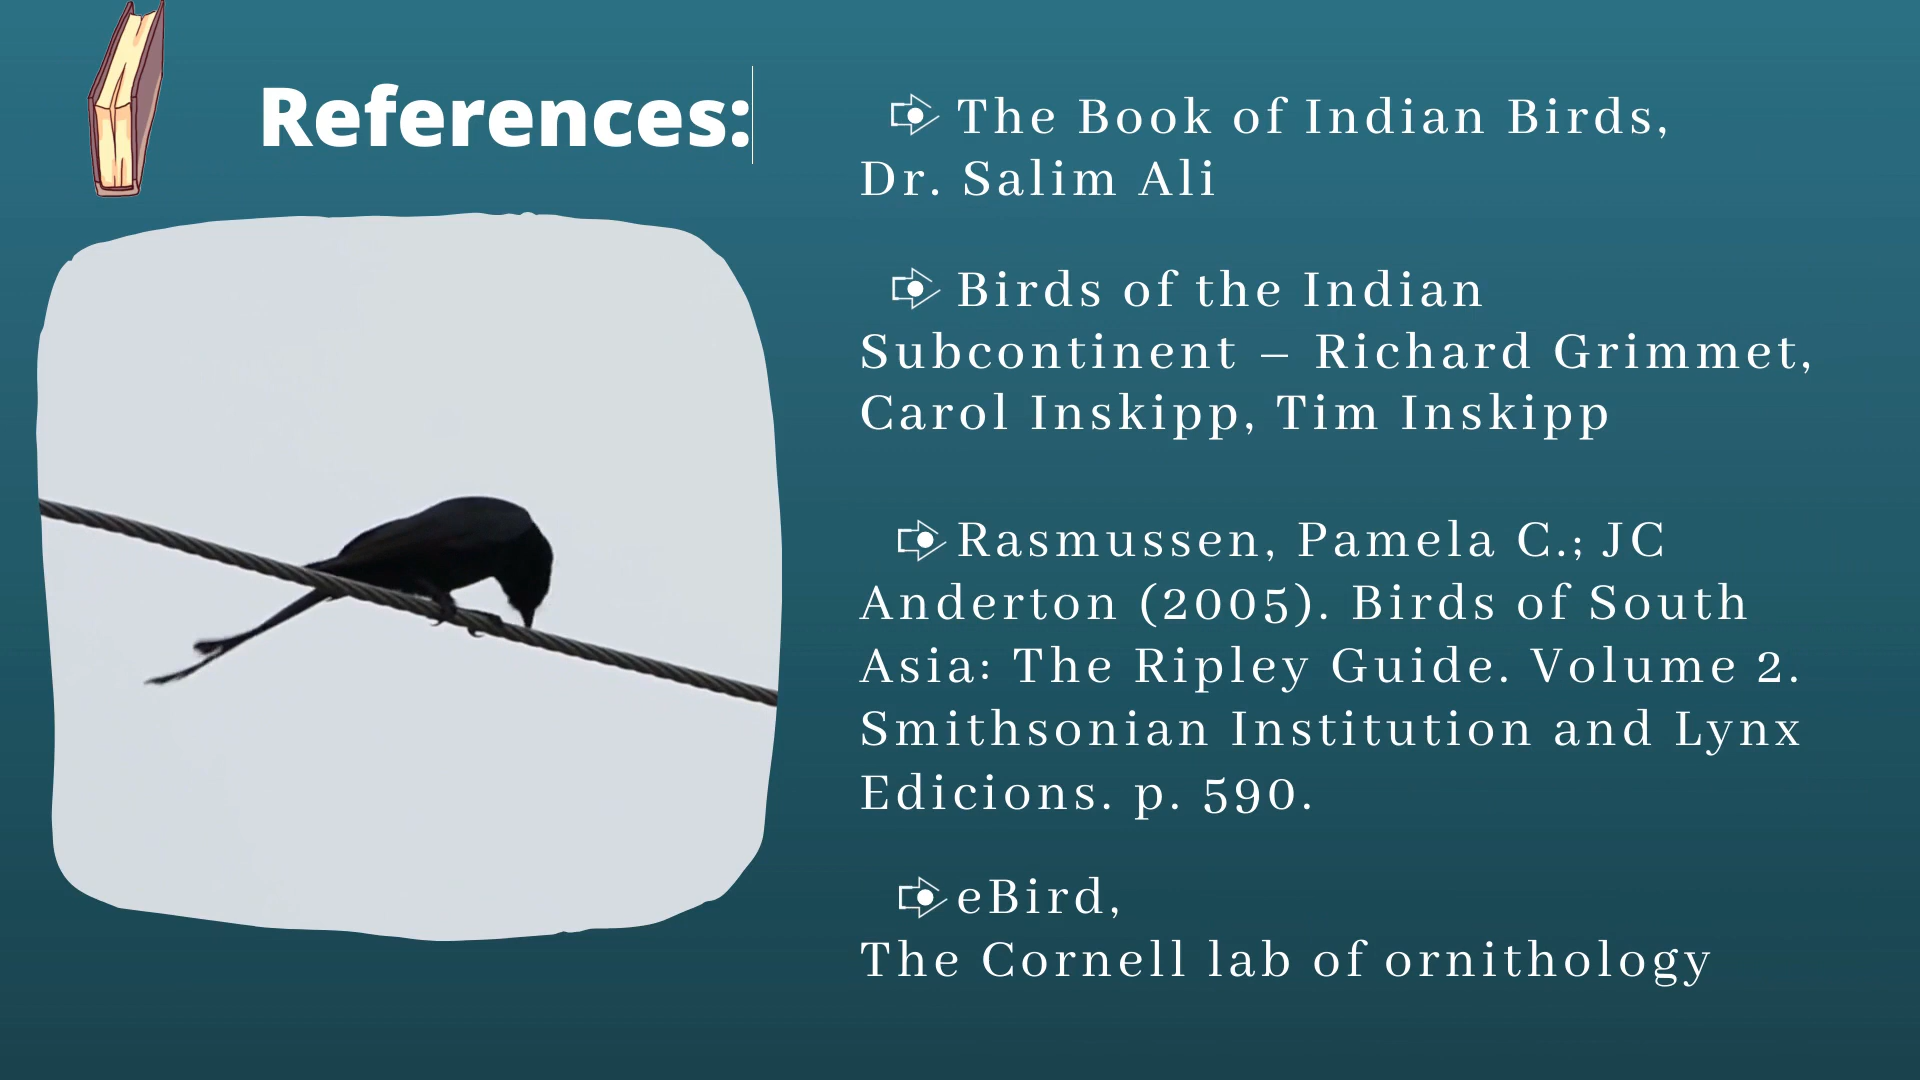 References:
The Book of Indian Birds,
Dr. Salim Ali
Birds of the Indian
Subcontinent – Richard Grimmet,
Carol Inskipp, Tim Inskipp
Rasmussen, Pamela C.; JC
Anderton (2005). Birds of South
Asia: The Ripley Guide. Volume 2.
Smithsonian Institution and Lynx
Edicions. p. 590.
eBird,
The Cornell lab of ornithology